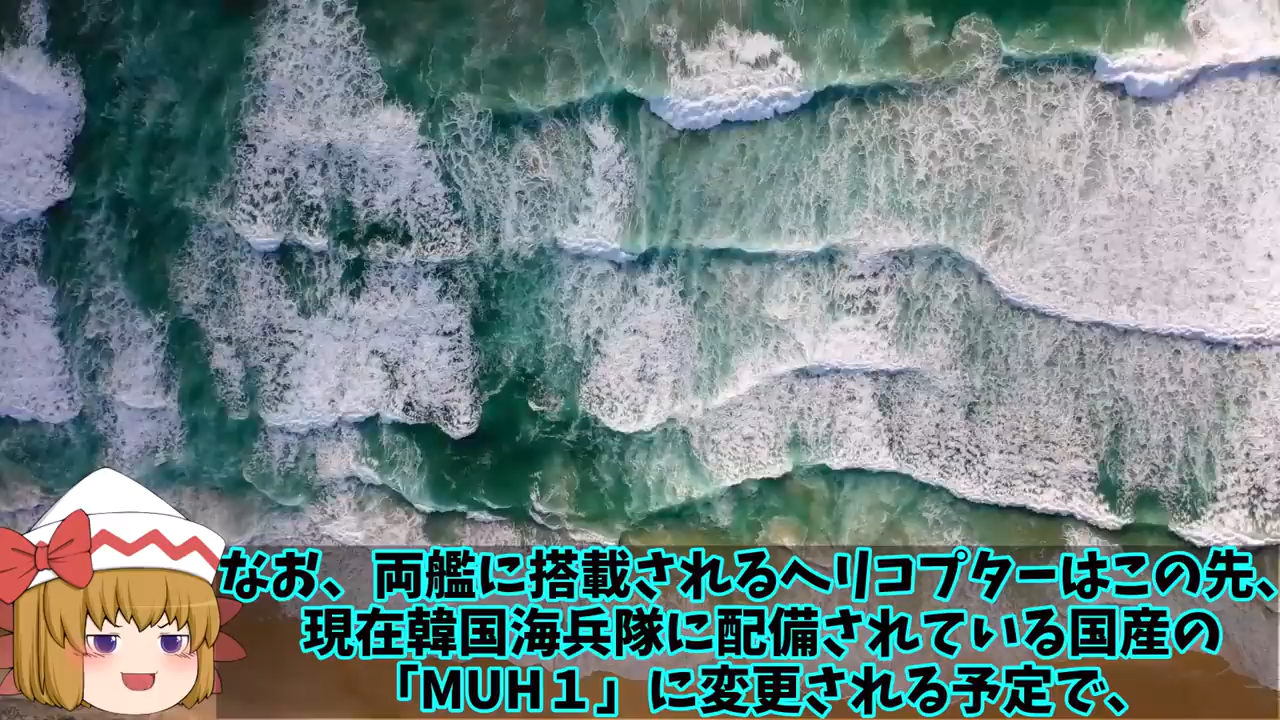 なお、両艦に搭載されるヘリコプターはこの先、
現在韓国海兵隊に配備されている国産の
「MUH１」に変更される予定で、